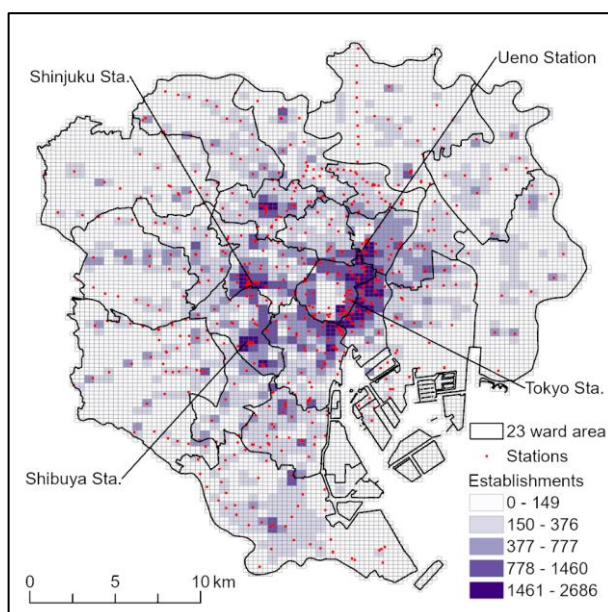 Shinjuku Sta.
Ueno Station
Tokyo Sta.
Shibuya Sta.
23 ward area
Stations
Establishments
0 - 149
150 - 376
377 - 777
778 - 1460
1461 - 2686
0 5 10 km